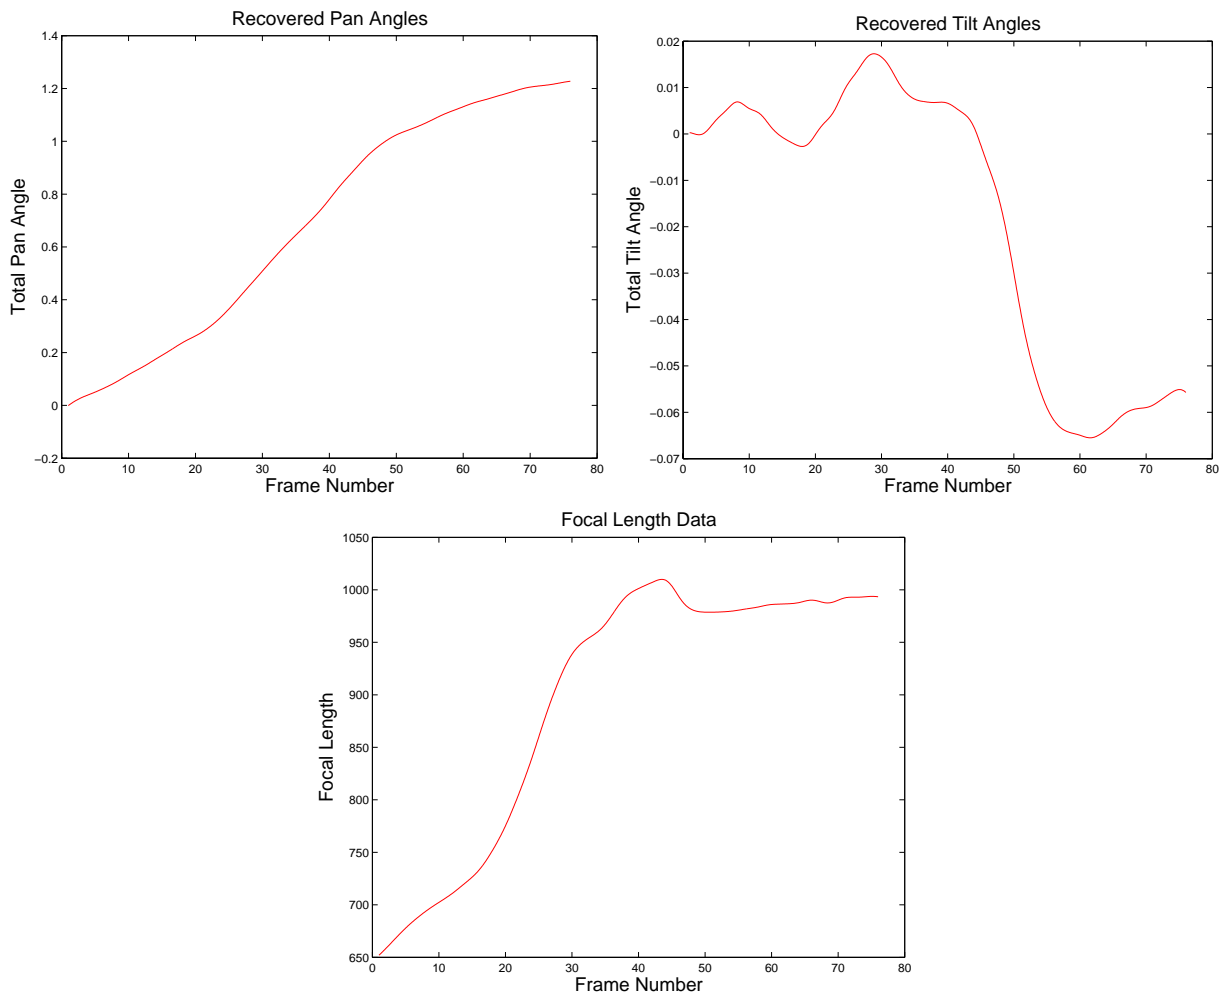 Recovered Pan Angles
1.4
1.2
1
0.8
0.6
0.4
0.2
0
−0.2
Total Pan Angle
0 10 20 30 40 50 60 70 80
Frame Number
Recovered Tilt Angles
0.02
0.01
0
−0.01
−0.02
−0.03
−0.04
−0.05
−0.06
−0.07
Total Tilt Angle
0 10 20 30 40 50 60 70 80
Frame Number
Focal Length Data
1050
1000
950
900
850
800
750
700
650
Focal Length
0 10 20 30 40 50 60 70 80
Frame Number